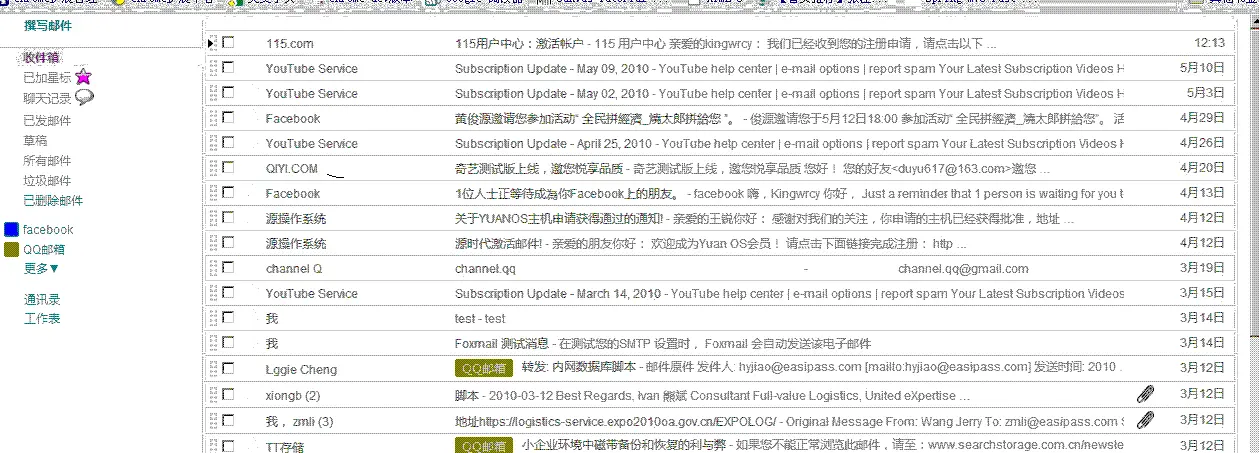 撰写邮件
收件箱
已加星标
聊天记录
已发邮件
草稿
所有邮件
垃圾邮件
已删除邮件
facebook
QQ邮箱
更多▼
通讯录
工作表
115.com 115用户中心：激活帐户 - 115 用户中心 亲爱的kingwrcy： 我们已经收到您的注册申请，请点击以下 ... 12:13
YouTube Service Subscription Update - May 09, 2010 - YouTube help center | e-mail options | report spam Your Latest Subscription Videos H 5月10日
YouTube Service Subscription Update - May 02, 2010 - YouTube help center | e-mail options | report spam Your Latest Subscription Videos H 5月3日
Facebook 黄俊源邀请您参加活动“ 全民拼經濟_ 太郎拼給您 ”。 - 俊源邀请您于5月12日18:00 参加活动“ 全民拼經濟_ 太郎拼給您 ”。 活 4月29日
YouTube Service Subscription Update - April 25, 2010 - YouTube help center | e-mail options | report spam Your Latest Subscription Videos H 4月26日
QIYI.COM 奇艺测试版上线，邀您悦享品质 - 奇艺测试版上线，邀您悦享品质 您好！ 您的好友<duyu617@163.com>邀您 ... 4月20日
Facebook 1位人士正等待成為你Facebook上的朋友。 - facebook 嗨，Kingwrcy 你好， Just a reminder that 1 person is waiting for you t 4月13日
源操作系统 关于YUANOS主机申请获得通过的通知! - 亲爱的王锐你好： 感谢对我们的关注，你申请的主机已经获得批准，地址 ... 4月12日
源操作系统 源时代激活邮件! - 亲爱的朋友你好： 欢迎成为Yuan OS会员！ 请点击下面链接完成注册： http ... 4月12日
channel Q channel.qq - channel.qq@gmail.com 3月19日
YouTube Service Subscription Update - March 14, 2010 - YouTube help center | e-mail options | report spam Your Latest Subscription Videos 3月15日
我 test - test 3月14日
我 Foxmail 测试消息 - 在测试您的SMTP 设置时， Foxmail 会自动发送该电子邮件 3月14日
Lggie Cheng QQ邮箱 转发: 内网数据库脚本 - 邮件原件 发件人: hyjiao@easipass.com [mailto:hyjiao@easipass.com] 发送时间: 2010 ... 3月12日
xiongb (2) 脚本 - 2010-03-12 Best Regards, Ivan 熊斌 Consultant Full-value Logistics, United eXpertise ... 3月12日
我， zmli (3) 地址https://logistics-service.expo2010oa.gov.cn/EXPOLOG/ - Original Message From: Wang Jerry To: zmli@easipass.com S 3月12日
TT存储 QQ邮箱 小企业环境中磁带备份和恢复的利与弊 - 如果您不能正常浏览此邮件，请至：www.searchstorage.com.cn/newsle 3月12日